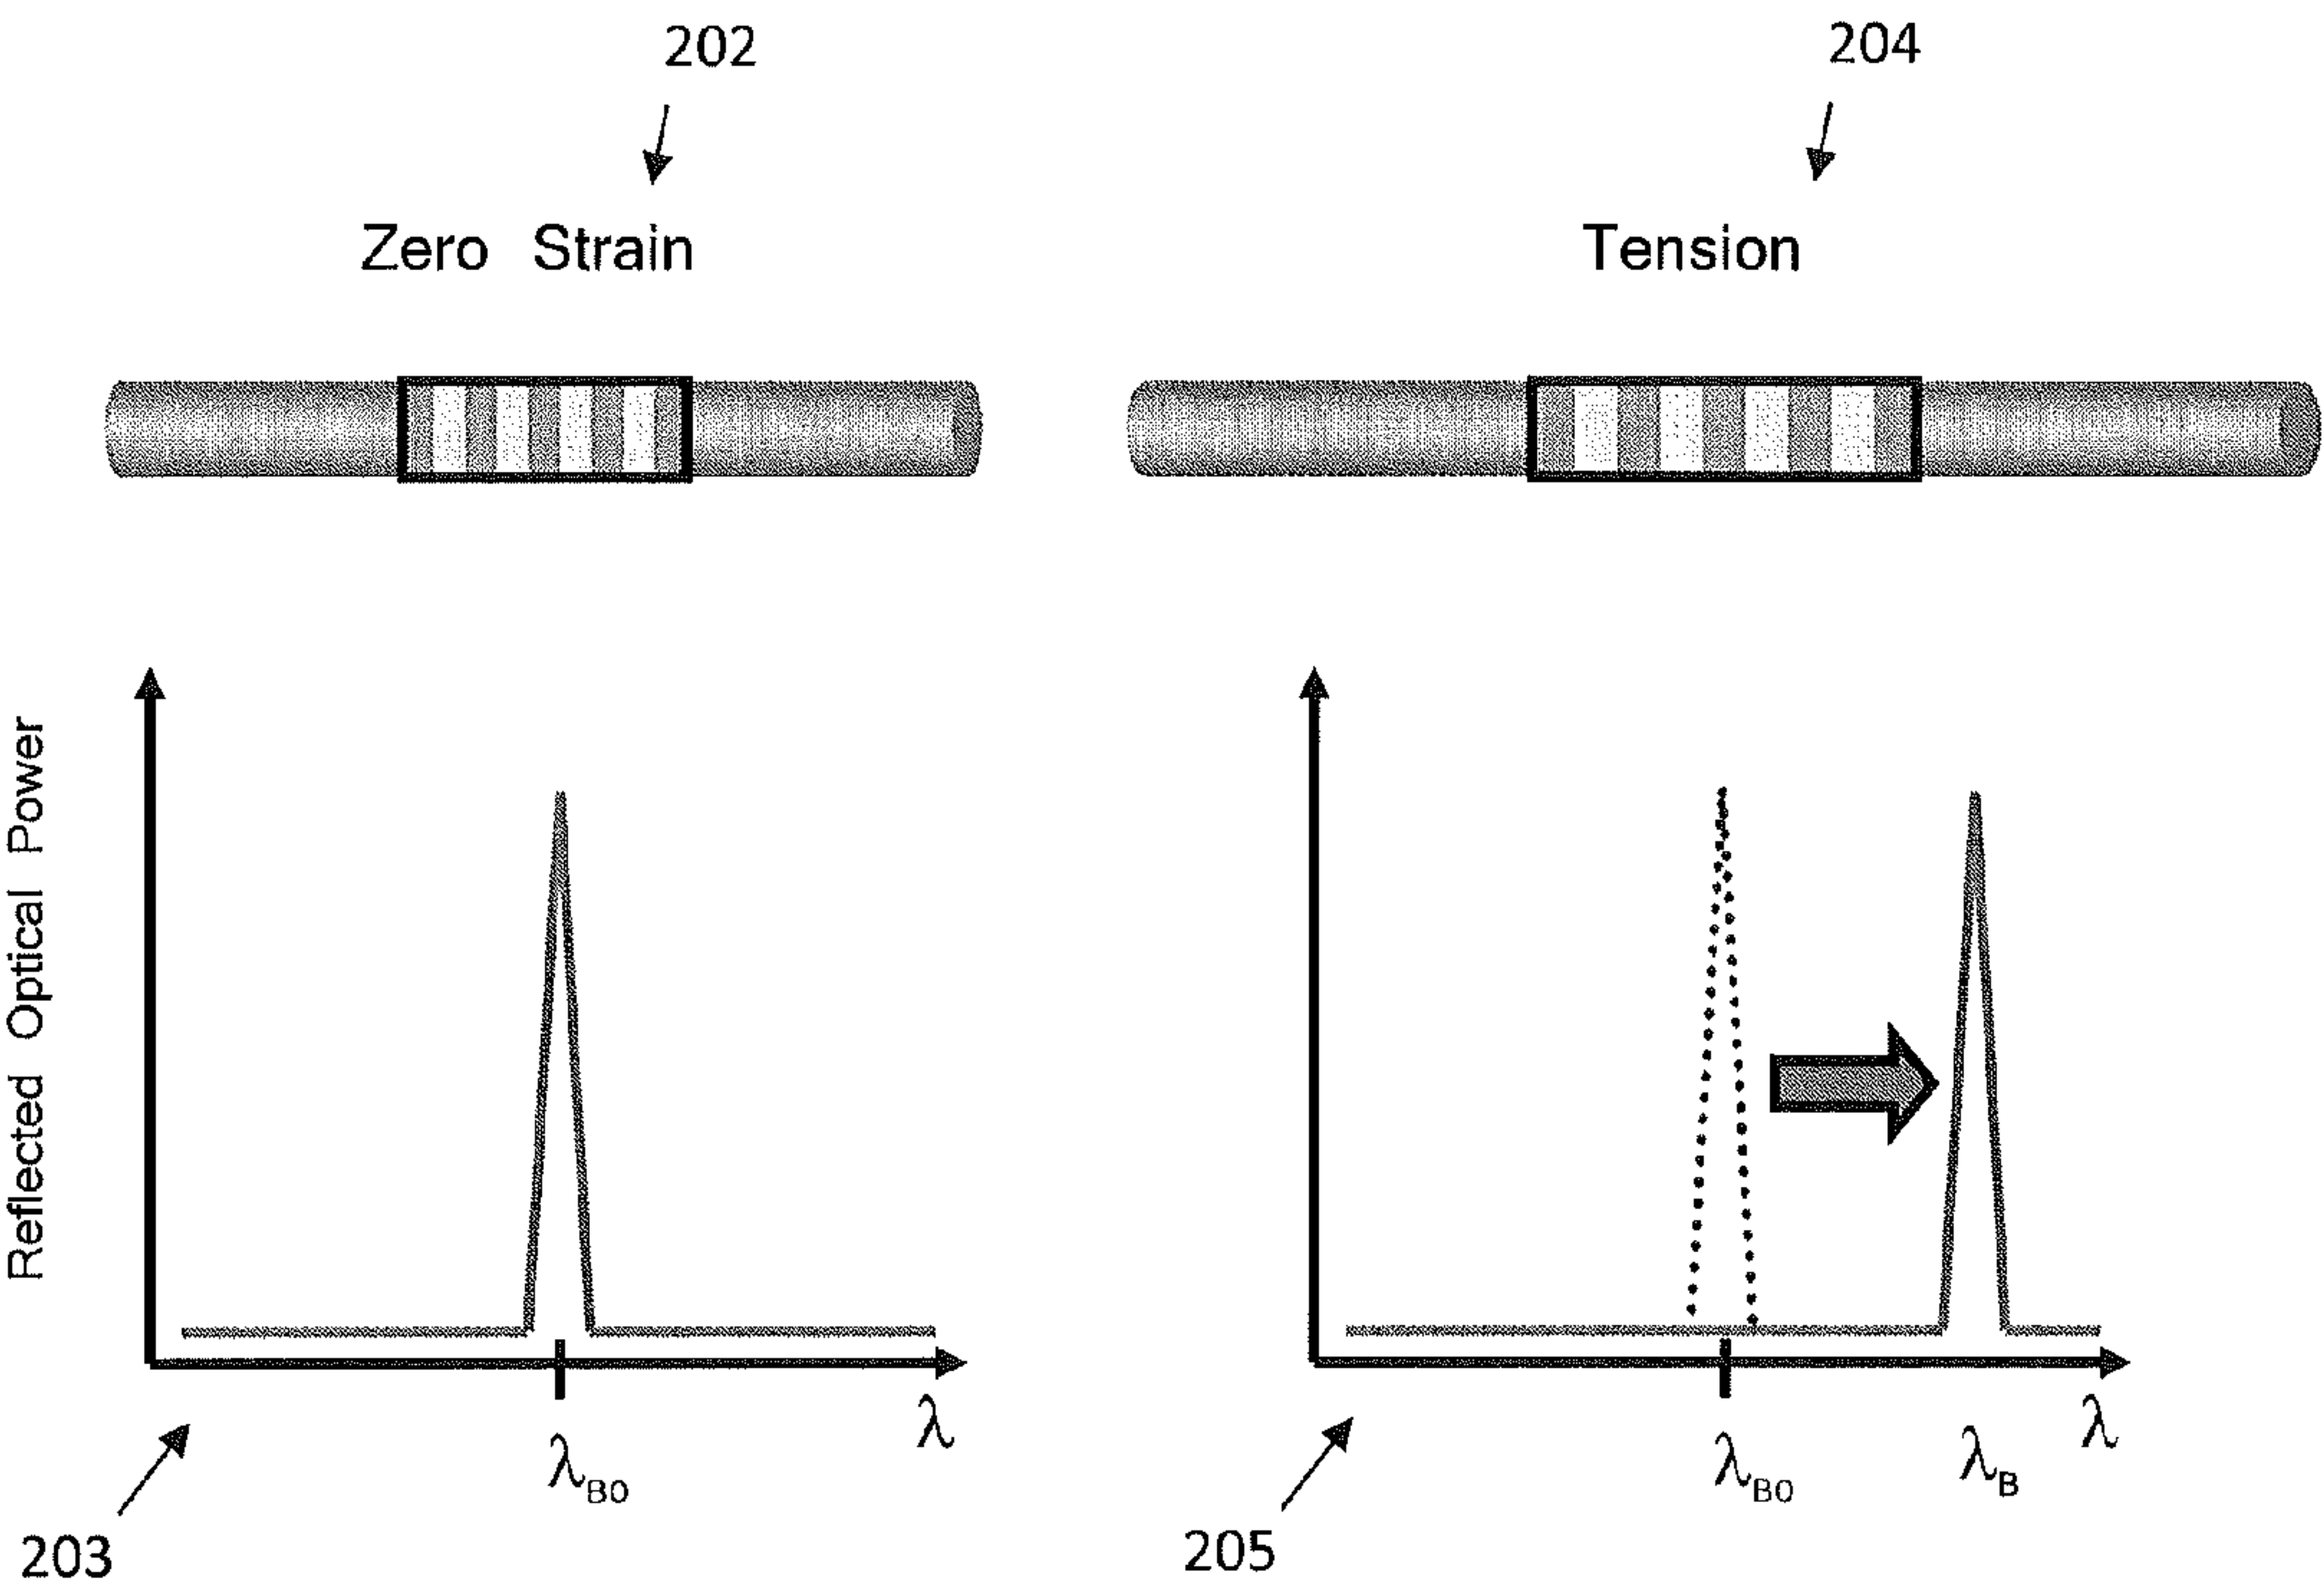 202
204
Zero Strain
Tension
Reflected Optical Power
λ
λB0
203
λ
λB0
λB
205